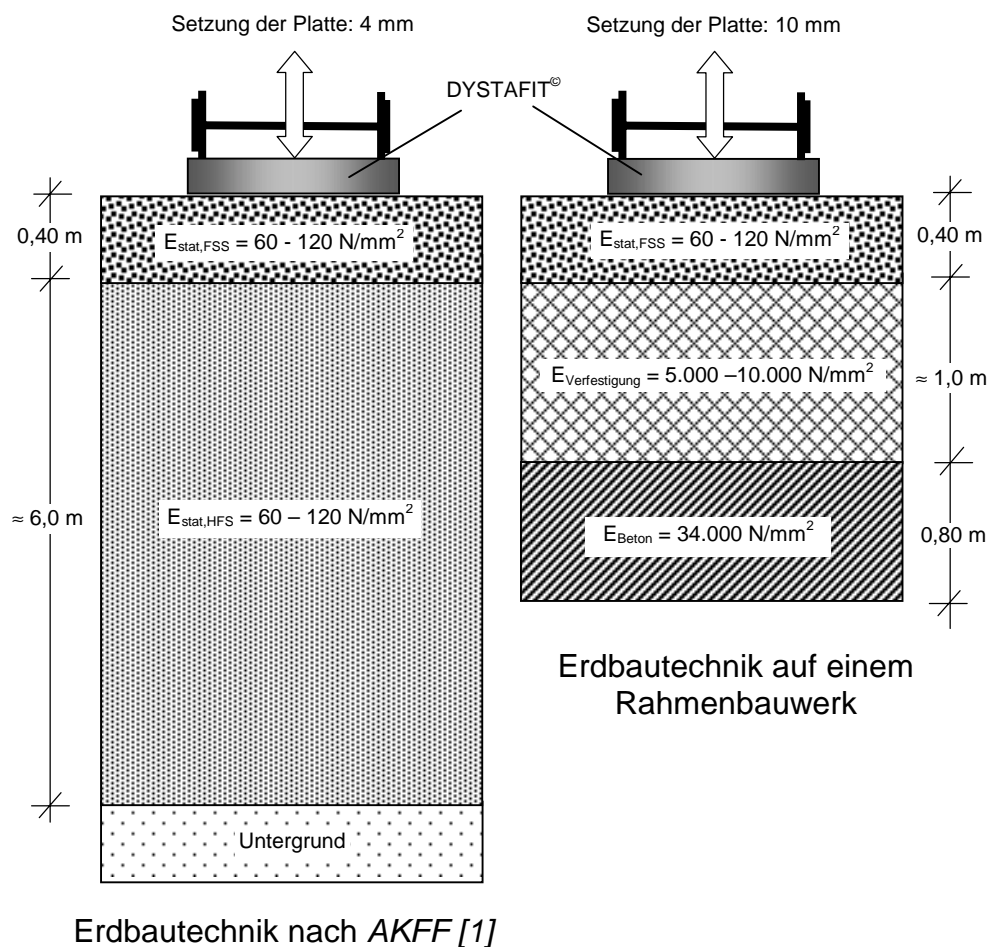 Setzung der Platte: 4 mm
Setzung der Platte: 10 mm
DYSTAFIT©
0,40 m
E_stat,FSS = 60 - 120 N/mm²
E_stat,FSS = 60 - 120 N/mm²
0,40 m
E_Verfestigung = 5.000 –10.000 N/mm²
≈ 1,0 m
≈ 6,0 m
E_stat,HFS = 60 – 120 N/mm²
E_Beton = 34.000 N/mm²
0,80 m
Untergrund
Erdbautechnik auf einem
Rahmenbauwerk
Erdbautechnik nach AKFF [1]